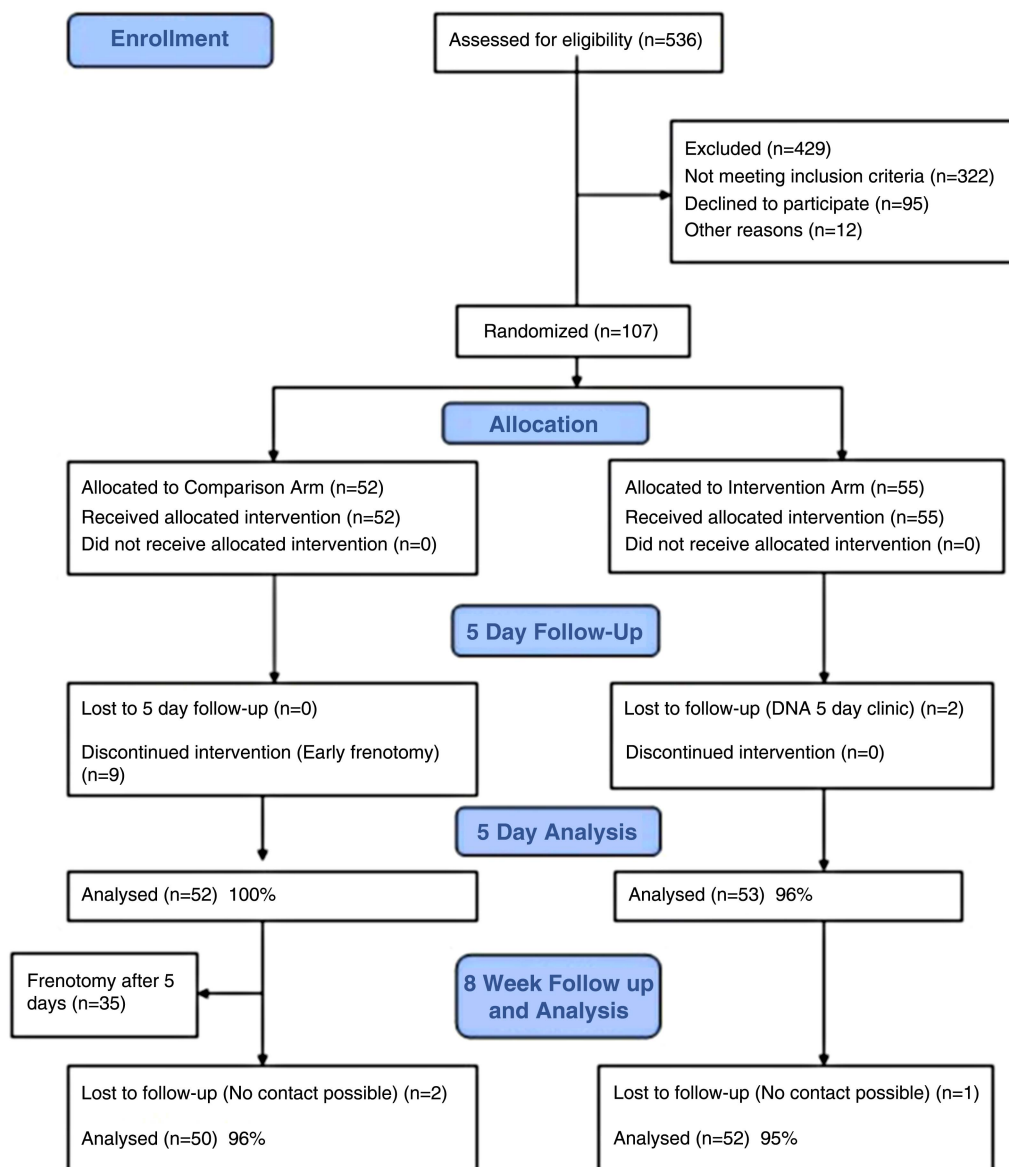 Enrollment
Assessed for eligibility (n=536)
Excluded (n=429)
Not meeting inclusion criteria (n=322)
Declined to participate (n=95)
Other reasons (n=12)
Randomized (n=107)
Allocation
Allocated to Comparison Arm (n=52)
Received allocated intervention (n=52)
Did not receive allocated intervention (n=0)
Allocated to Intervention Arm (n=55)
Received allocated intervention (n=55)
Did not receive allocated intervention (n=0)
5 Day Follow-Up
Lost to 5 day follow-up (n=0)
Discontinued intervention (Early frenotomy)
(n=9)
Lost to follow-up (DNA 5 day clinic) (n=2)
Discontinued intervention (n=0)
5 Day Analysis
Analysed (n=52) 100%
Analysed (n=53) 96%
Frenotomy after 5
days (n=35)
8 Week Follow up
and Analysis
Lost to follow-up (No contact possible) (n=2)
Analysed (n=50) 96%
Lost to follow-up (No contact possible) (n=1)
Analysed (n=52) 95%